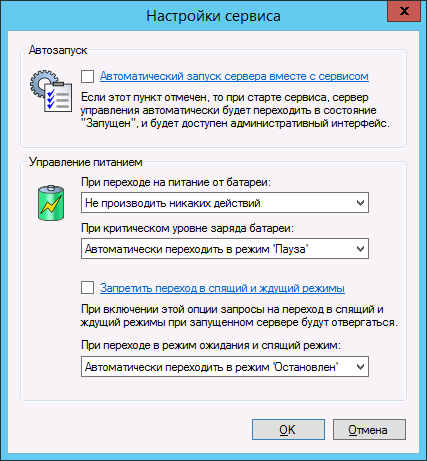 Настройки сервиса
Автозапуск
Автоматический запуск сервера вместе с сервисом
Если этот пункт отмечен, то при старте сервиса, сервер
управления автоматически будет переходить в состояние
"Запущен", и будет доступен административный интерфейс.
Управление питанием
При переходе на питание от батареи:
Не производить никаких действий
При критическом уровне заряда батареи:
Автоматически переходить в режим 'Пауза'
Запретить переход в спящий и ждущий режимы
При включении этой опции запросы на переход в спящий и
ждущий режимы при запущенном сервере будут отвергаться.
При переходе в режим ожидания и спящий режим:
Автоматически переходить в режим 'Остановлен'
OK
Отмена